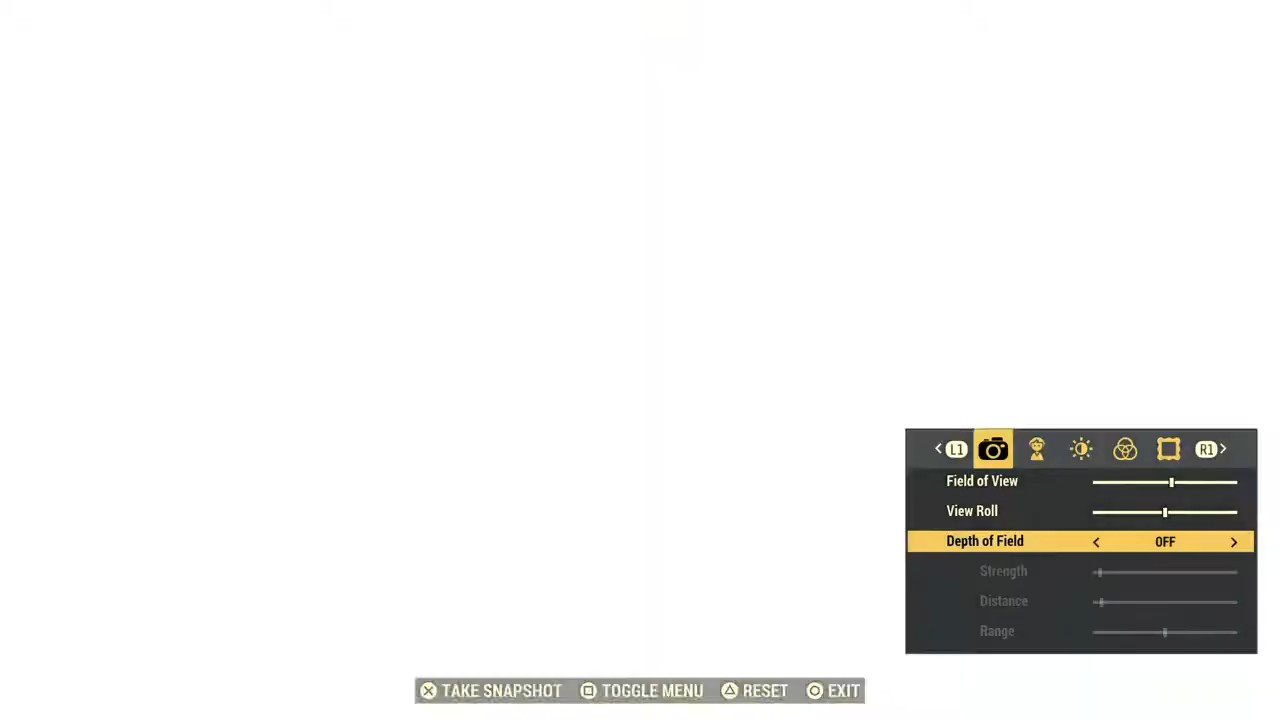 L1 R1
Field of View
View Roll
Depth of Field OFF
Strength
Distance
Range
TAKE SNAPSHOT TOGGLE MENU RESET EXIT